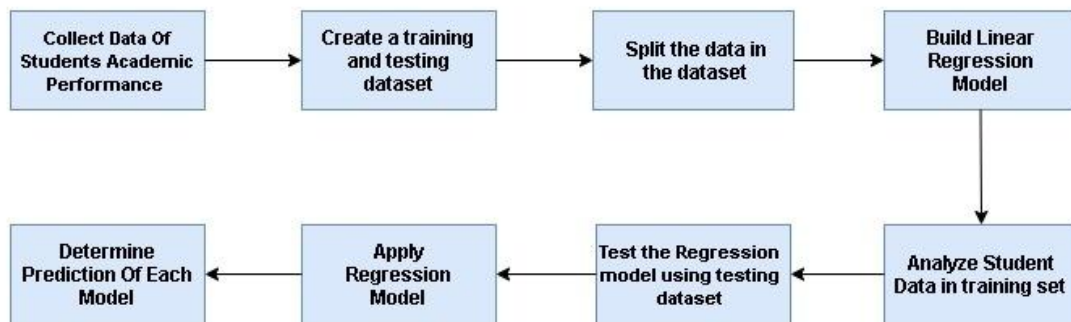 Collect Data Of
Students Academic
Performance
Create a training
and testing
dataset
Split the data in
the dataset
Build Linear
Regression
Model
Analyze Student
Data in training set
Test the Regression
model using testing
dataset
Apply
Regression
Model
Determine
Prediction Of Each
Model